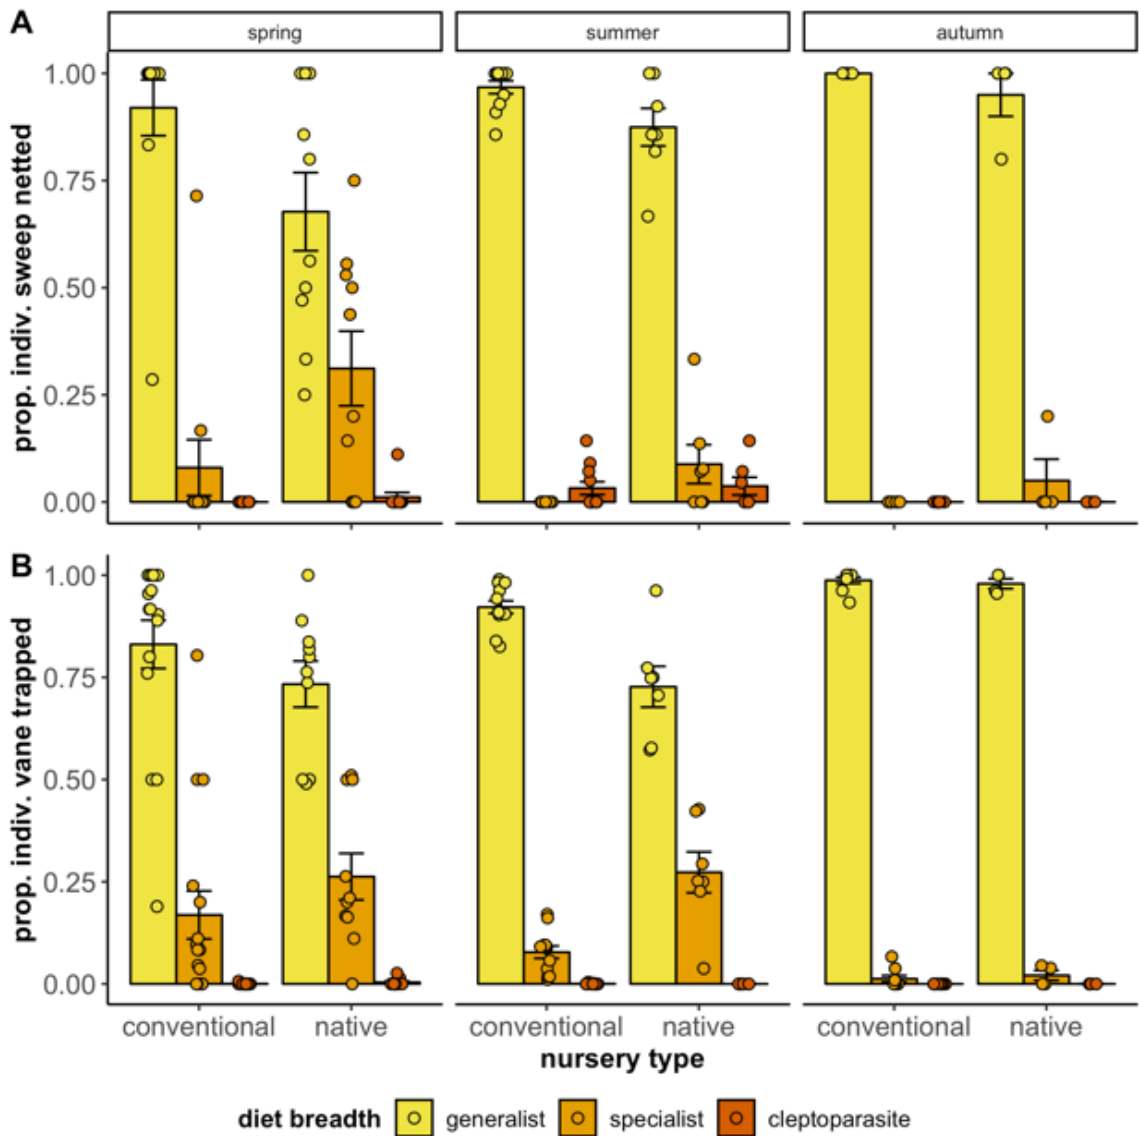 A
spring summer autumn
prop. indiv. sweep netted
1.00
0.75
0.50
0.25
0.00
B
prop. indiv. vane trapped
1.00
0.75
0.50
0.25
0.00
conventional native conventional native conventional native
nursery type
diet breadth generalist specialist cleptoparasite